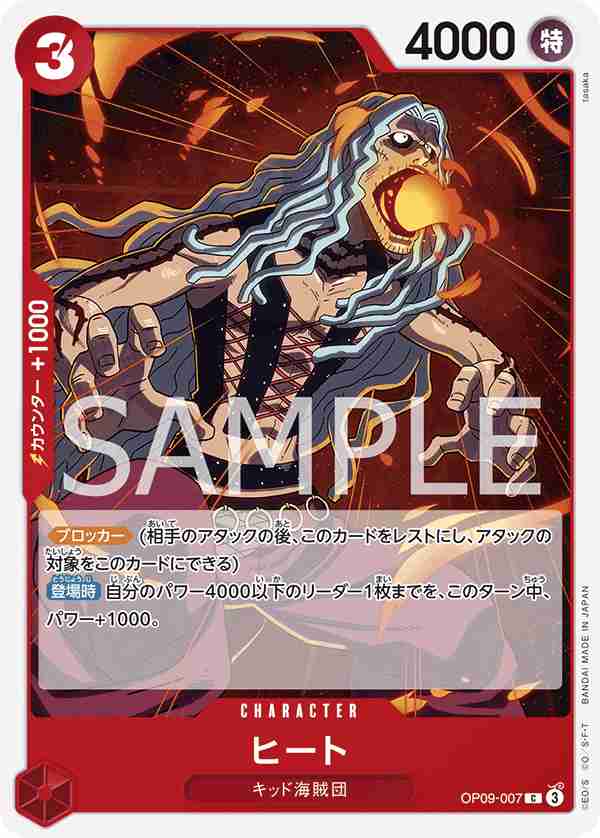 3
4000 特
tasaka
カウンター +1000
SAMPLE
ブロッカー (相手のアタックの後、このカードをレストにし、アタックの
対象をこのカードにできる)
登場時 自分のパワー4000以下のリーダー1枚までを、このターン中、
パワー+1000。
©E.O/S ©O/S・F・T BANDAI MADE IN JAPAN
CHARACTER
ヒート
キッド海賊団
OP09-007 C 3